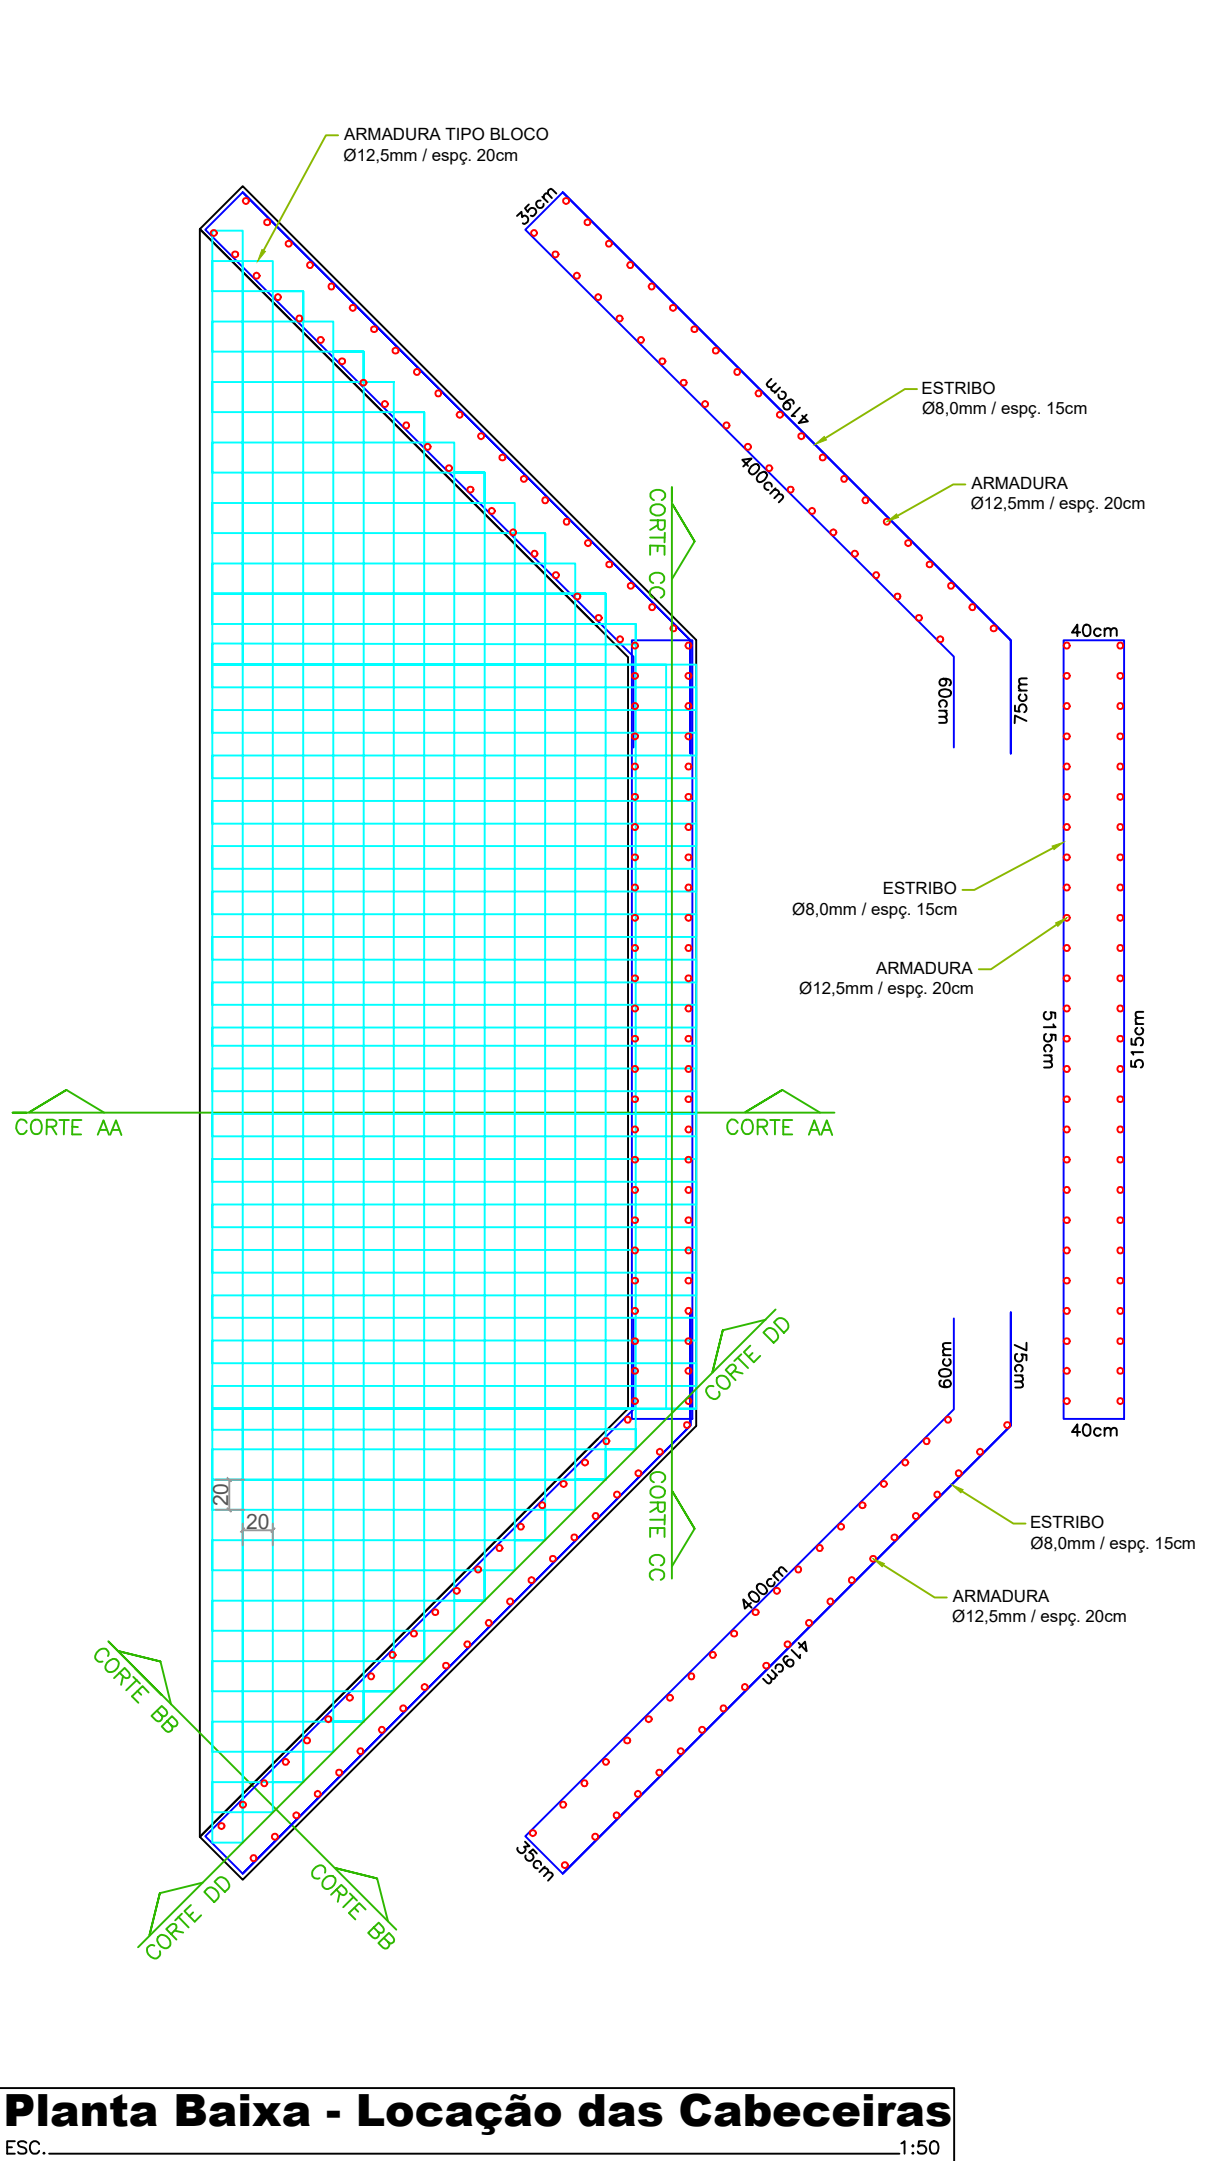 ARMADURA TIPO BLOCO
Ø12,5mm / espç. 20cm
35cm
419cm
400cm
ESTRIBO
Ø8,0mm / espç. 15cm
ARMADURA
Ø12,5mm / espç. 20cm
CORTE CC
60cm
75cm
40cm
ESTRIBO
Ø8,0mm / espç. 15cm
ARMADURA
Ø12,5mm / espç. 20cm
515cm
515cm
CORTE AA
CORTE AA
CORTE DD
60cm
75cm
40cm
20
20
CORTE CC
ESTRIBO
Ø8,0mm / espç. 15cm
400cm
ARMADURA
Ø12,5mm / espç. 20cm
419cm
CORTE BB
35cm
CORTE DD
CORTE BB
Planta Baixa - Locação das Cabeceiras
ESC. 1:50